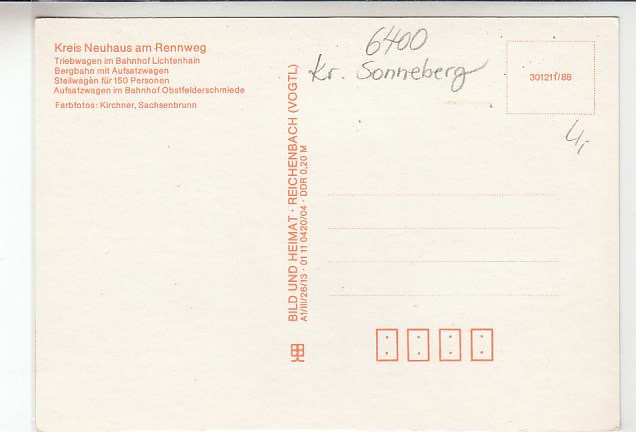 Kreis Neuhaus am Rennweg
Triebwagen im Bahnhof Lichtenhain
Bergbahn mit Aufsatzwagen
Steilwagen für 150 Personen
Aufsatzwagen im Bahnhof Obstfelderschmiede
Farbfotos: Kirchner, Sachsenbrunn
BILD UND HEIMAT · REICHENBACH (VOGTL)
A1/III/26/13 · 01 11 0420/04 · DDR 0,20 M
6400
Kr. Sonneberg
301211/88
4,-